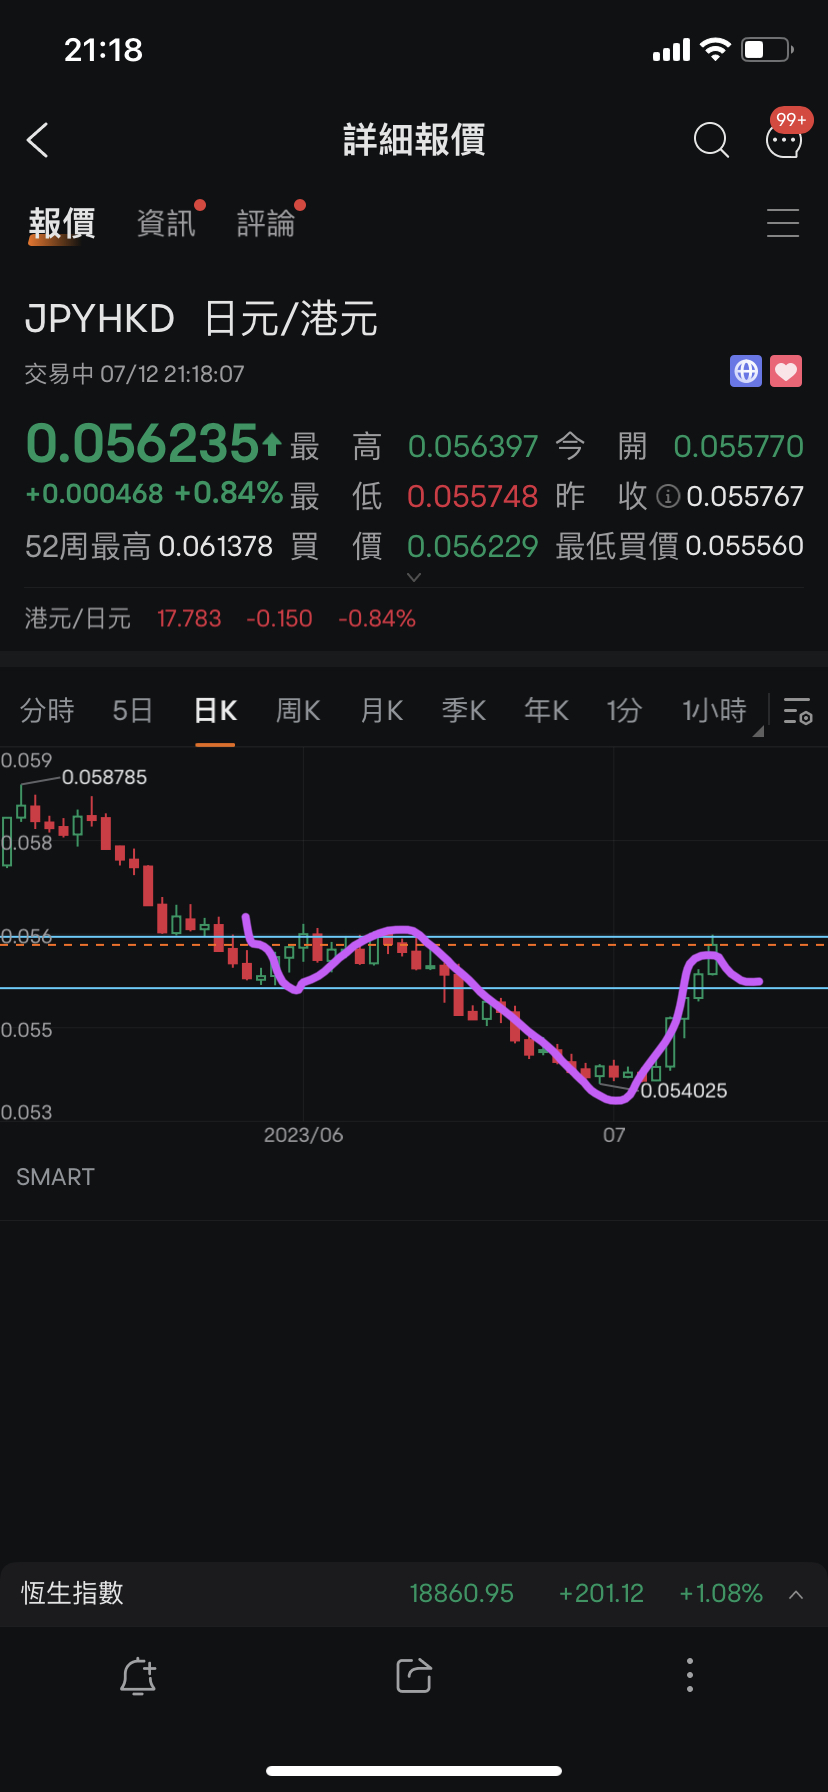 21:18
詳細報價
99+
報價 資訊 評論
JPYHKD 日元/港元
交易中 07/12 21:18:07
0.056235 最高 0.056397 今開 0.055770
+0.000468 +0.84% 最低 0.055748 昨收 0.055767
52周最高 0.061378 買價 0.056229 最低買價 0.055560
港元/日元 17.783 -0.150 -0.84%
分時 5日 日K 周K 月K 季K 年K 1分 1小時
0.059
0.058785
0.058
0.056
0.055
0.054025
0.053
2023/06 07
SMART
恆生指數 18860.95 +201.12 +1.08%